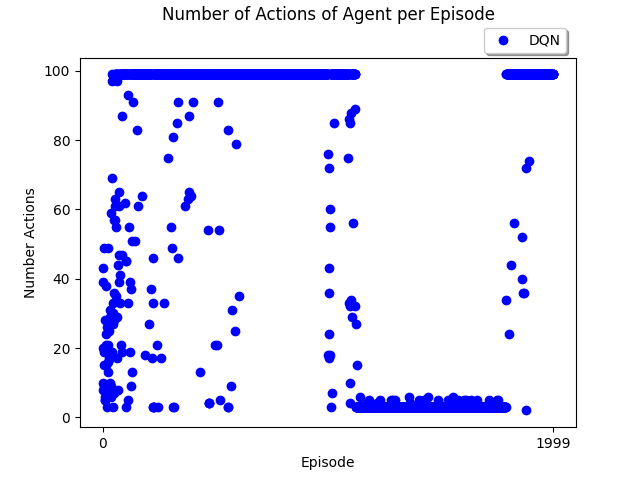 Number of Actions of Agent per Episode
DQN
100
80
60
40
20
0
Number Actions
0
1999
Episode